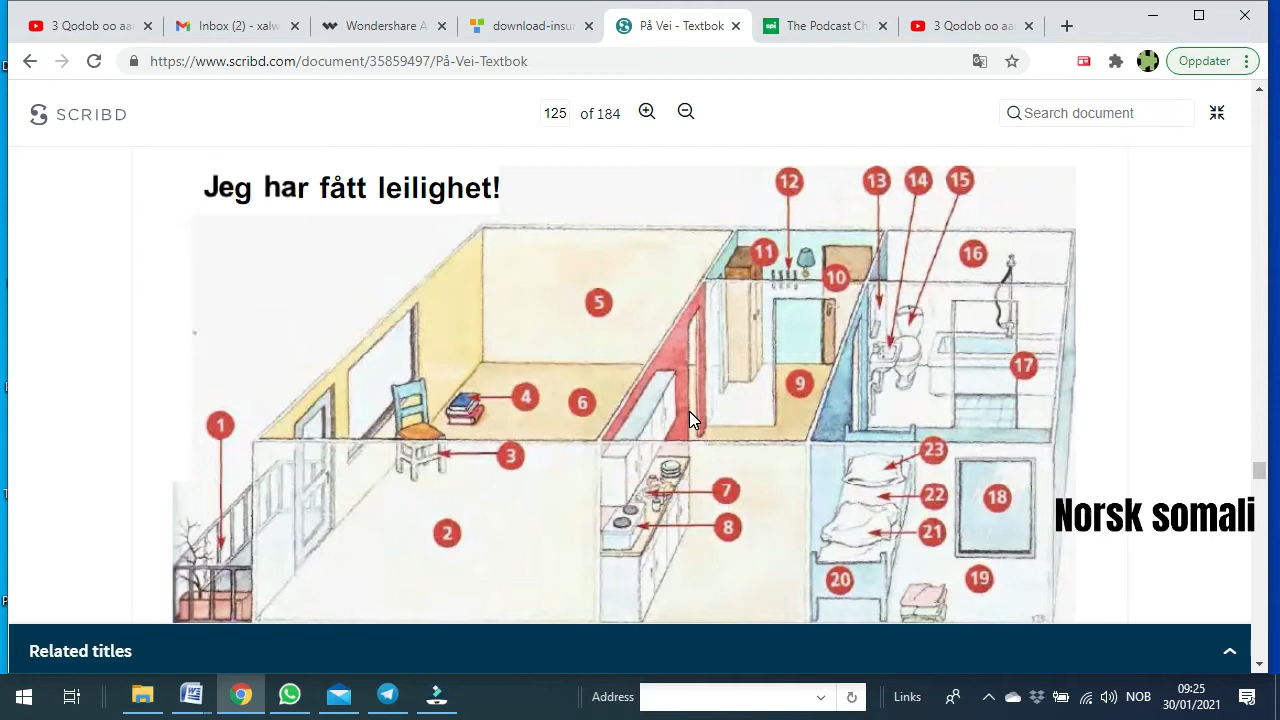 3 Qodob oo aa
Inbox (2) - xalw
Wondershare A
download-insur
På Vei - Textbok
The Podcast Ch
3 Qodob oo aa
https://www.scribd.com/document/35859497/På-Vei-Textbok
Oppdater
SCRIBD
125 of 184
Search document
Jeg har fått leilighet!
12 13 14 15
11 16
10
5
17
9
4 6
1
3
23
7 22 18
8 21
2
20 19
Norsk somali
Related titles
Address
Links
NOB
09:25
30/01/2021